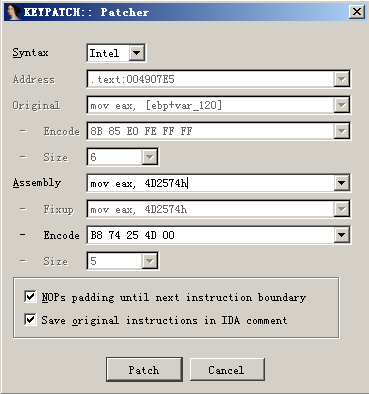 KEYPATCH:: Patcher
Syntax Intel
Address .text:004907E5
Original mov eax, [ebp+var_120]
- Encode 8B 85 E0 FE FF FF
- Size 6
Assembly mov eax, 4D2574h
- Fixup mov eax, 4D2574h
- Encode B8 74 25 4D 00
- Size 5
NOPs padding until next instruction boundary
Save original instructions in IDA comment
Patch Cancel